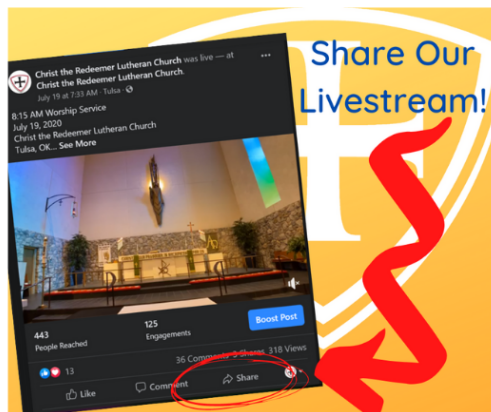 Share Our
Livestream!
Christ the Redeemer Lutheran Church was live — at
Christ the Redeemer Lutheran Church.
July 19 at 7:33 AM · Tulsa ·
8:15 AM Worship Service
July 19, 2020
Christ the Redeemer Lutheran Church
Tulsa, OK... See More
443
People Reached
125
Engagements
Boost Post
13
36 Comments 9 Shares 318 Views
Like
Comment
Share